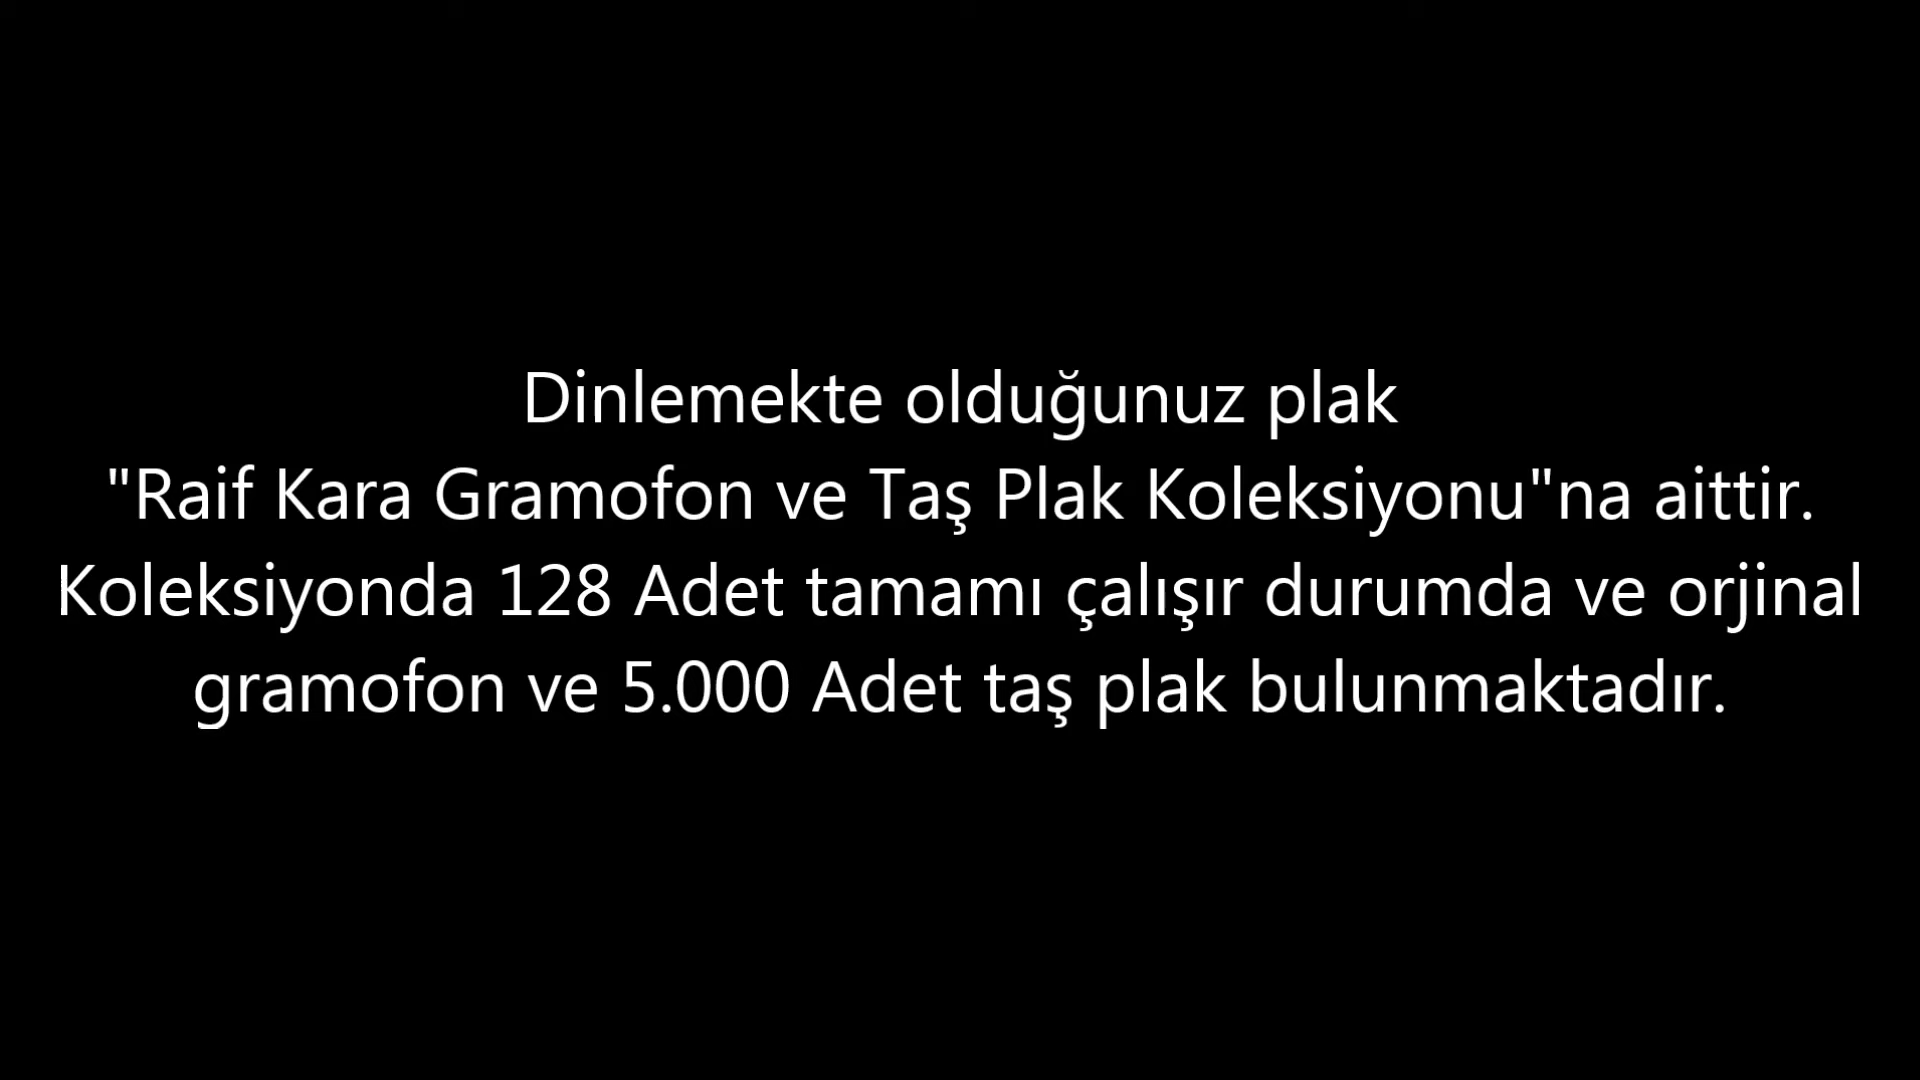 Dinlemekte olduğunuz plak
"Raif Kara Gramofon ve Taş Plak Koleksiyonu"na aittir.
Koleksiyonda 128 Adet tamamı çalışır durumda ve orjinal
gramofon ve 5.000 Adet taş plak bulunmaktadır.